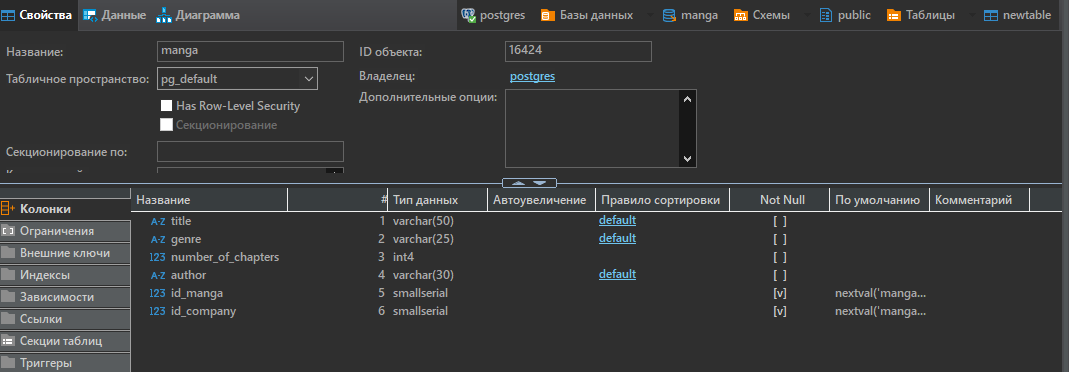 Свойства Данные Диаграмма postgres Базы данных manga Схемы public Таблицы newtable
Название: manga ID объекта: 16424
Табличное пространство: pg_default Владелец: postgres
Дополнительные опции:
Has Row-Level Security
Секционирование
Секционирование по:
Название # Тип данных Автоувеличение Правило сортировки Not Null По умолчанию Комментарий
Колонки
Ограничения
Внешние ключи
Индексы
Зависимости
Ссылки
Секции таблиц
Триггеры
A-Z title 1 varchar(50) default [ ]
A-Z genre 2 varchar(25) default [ ]
123 number_of_chapters 3 int4 [ ]
A-Z author 4 varchar(30) default [ ]
123 id_manga 5 smallserial [v] nextval('manga...
123 id_company 6 smallserial [v] nextval('manga...